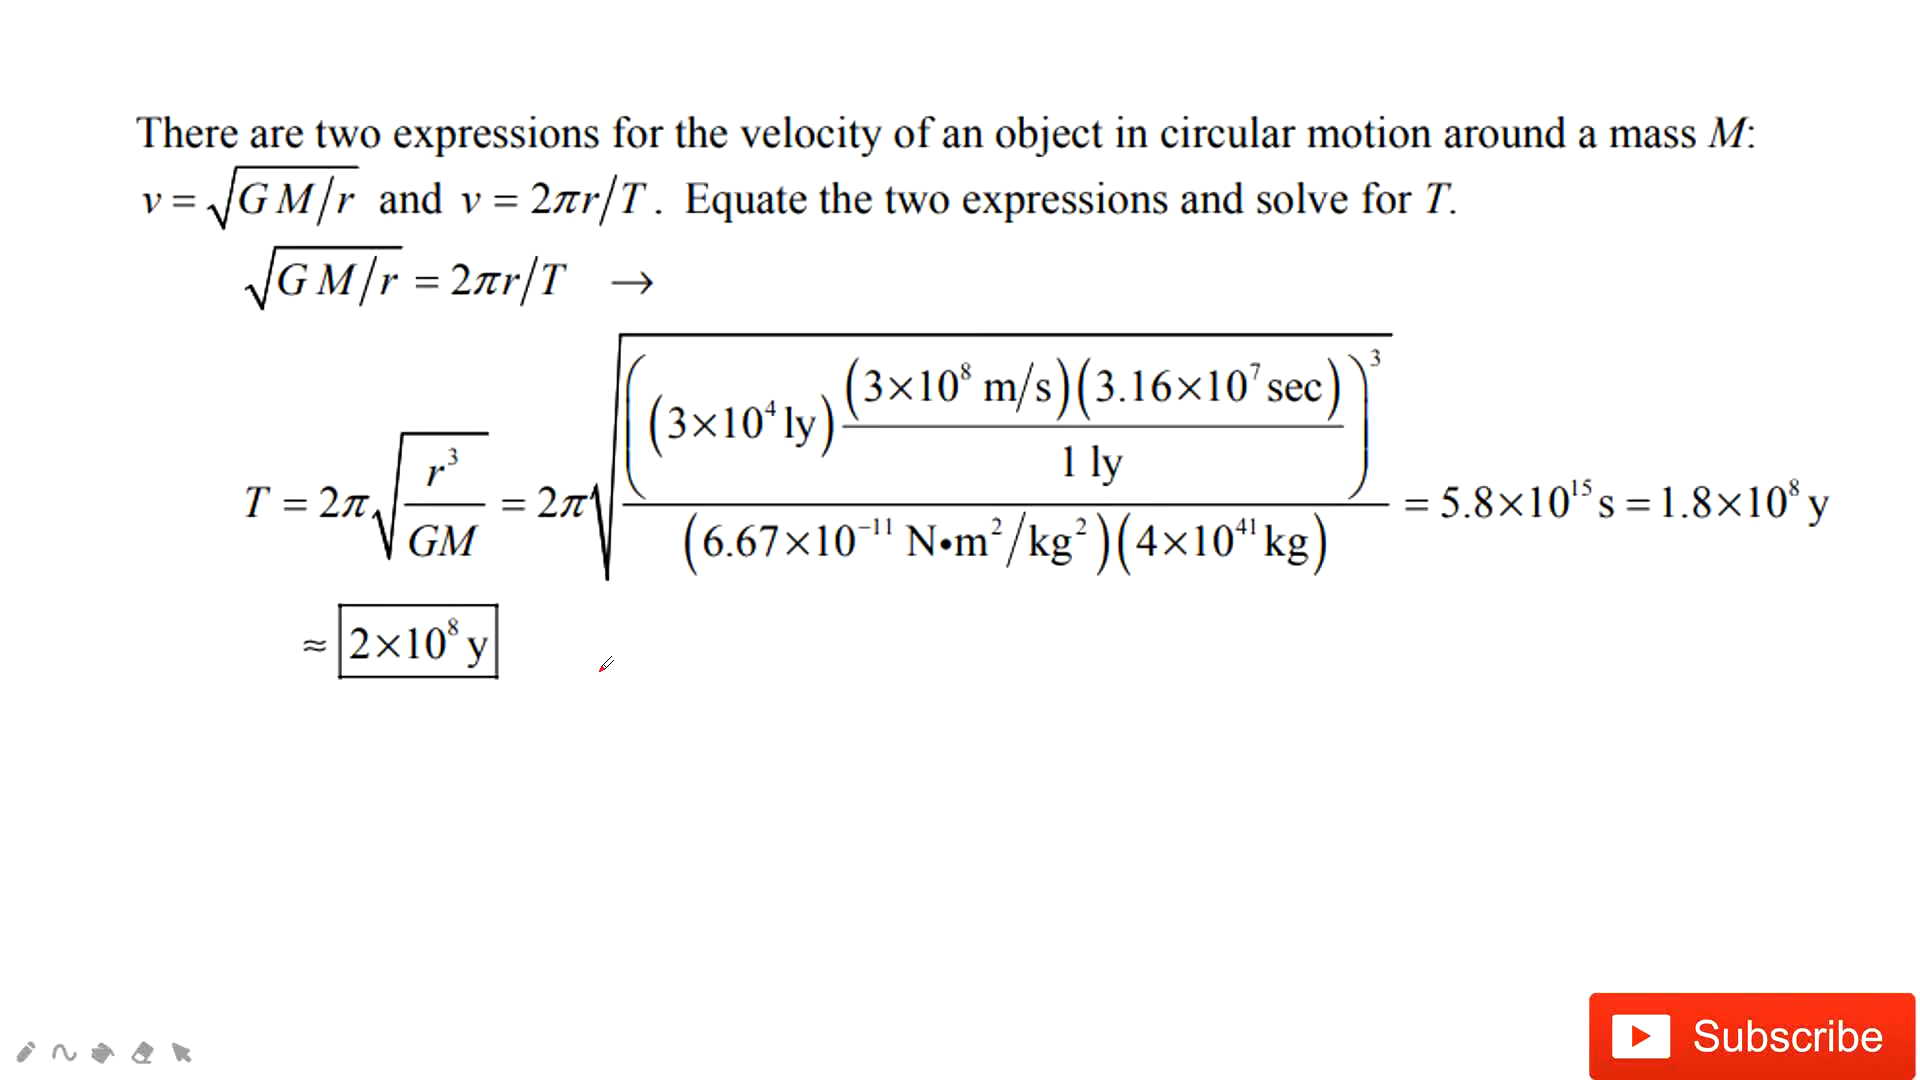 There are two expressions for the velocity of an object in circular motion around a mass M:
v = √(G M/r) and v = 2πr/T. Equate the two expressions and solve for T.
√(G M/r) = 2πr/T →
T = 2π√(r³/GM) = 2π√(((3×10⁴ ly)(3×10⁸ m/s)(3.16×10⁷ sec)/1 ly)³/(6.67×10⁻¹¹ N•m²/kg²)(4×10⁴¹ kg)) = 5.8×10¹⁵ s = 1.8×10⁸ y
≈ 2×10⁸ y
Subscribe